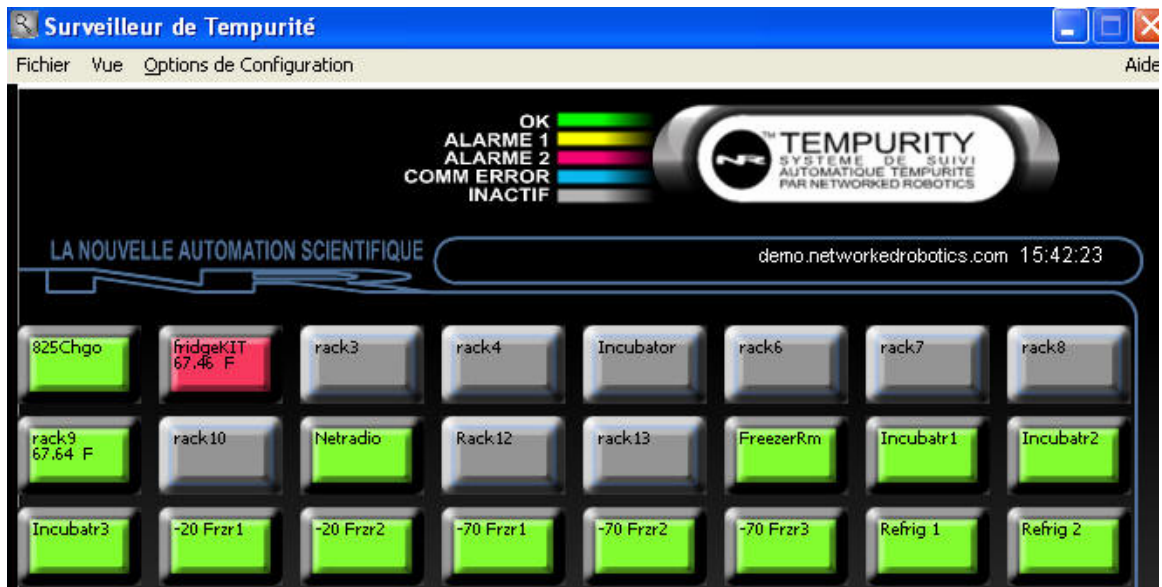 Surveilleur de Tempurité
Fichier Vue Options de Configuration Aide
OK
ALARME 1
ALARME 2
COMM ERROR
INACTIF
NR ™ TEMPURITY
SYSTEME DE SUIVI
AUTOMATIQUE TEMPURITE
PAR NETWORKED ROBOTICS
LA NOUVELLE AUTOMATION SCIENTIFIQUE
demo.networkedrobotics.com 15:42:23
825Chgo
fridgeKIT
67.46 F
rack3
rack4
Incubator
rack6
rack7
rack8
rack9
67.64 F
rack10
Netradio
Rack12
rack13
FreezerRm
Incubatr1
Incubatr2
Incubatr3
-20 Frzr1
-20 Frzr2
-70 Frzr1
-70 Frzr2
-70 Frzr3
Refrig 1
Refrig 2